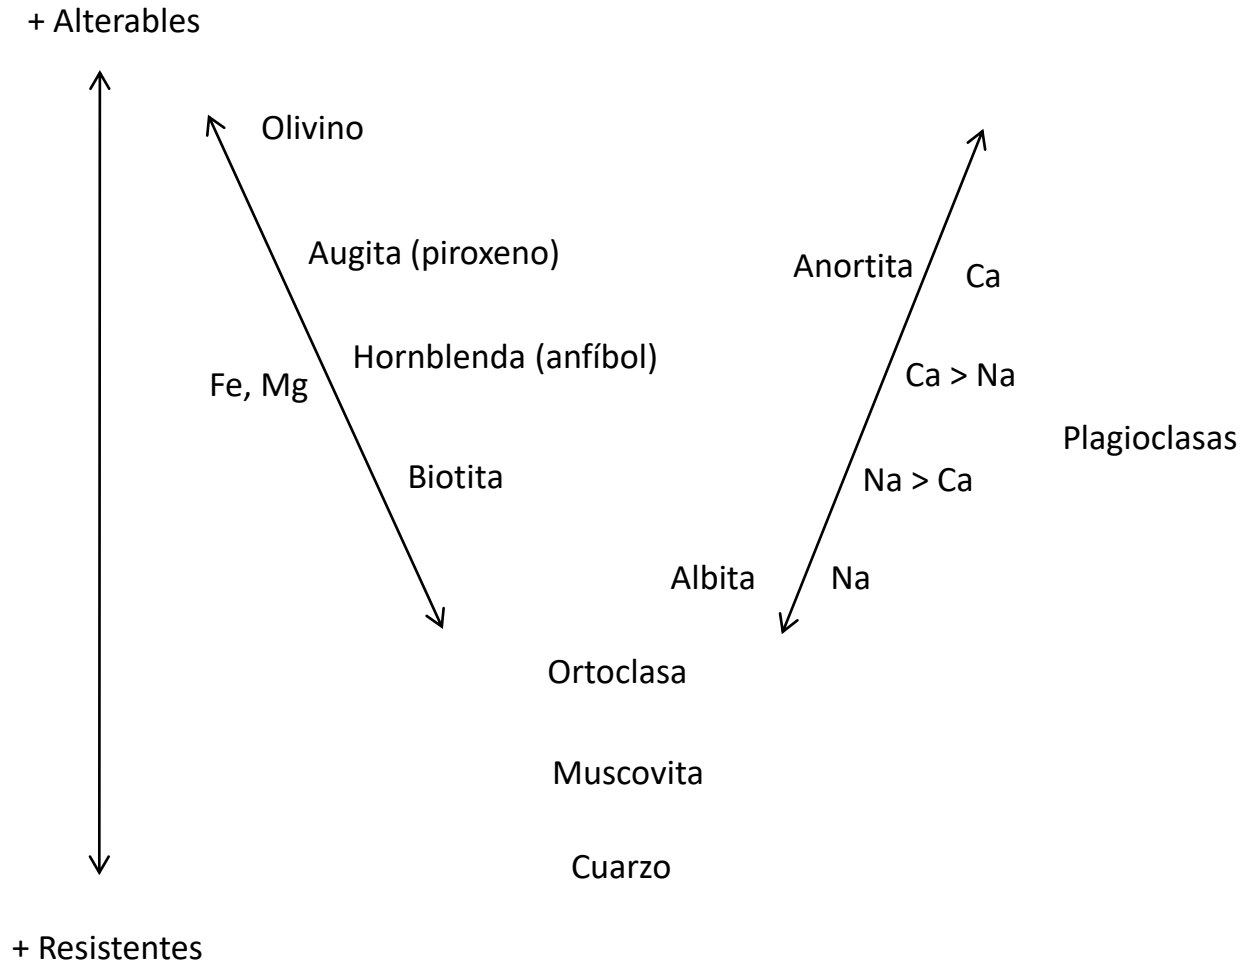 + Alterables
Olivino
Augita (piroxeno)
Anortita
Ca
Hornblenda (anfíbol)
Fe, Mg
Ca > Na
Plagioclasas
Biotita
Na > Ca
Albita
Na
Ortoclasa
Muscovita
Cuarzo
+ Resistentes